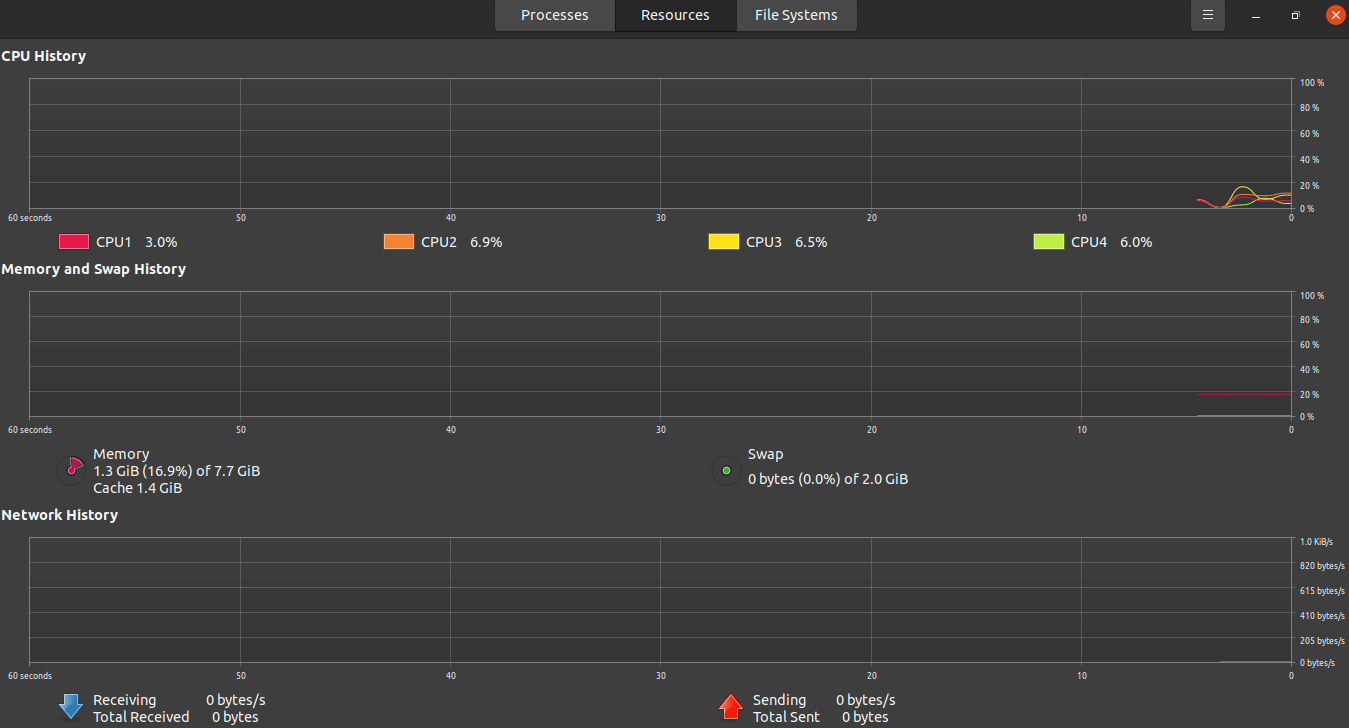 Processes Resources File Systems
CPU History
100 %
80 %
60 %
40 %
20 %
0 %
60 seconds 50 40 30 20 10 0
CPU1 3.0% CPU2 6.9% CPU3 6.5% CPU4 6.0%
Memory and Swap History
100 %
80 %
60 %
40 %
20 %
0 %
60 seconds 50 40 30 20 10 0
Memory
1.3 GiB (16.9%) of 7.7 GiB
Cache 1.4 GiB
Swap
0 bytes (0.0%) of 2.0 GiB
Network History
1.0 KiB/s
820 bytes/s
615 bytes/s
410 bytes/s
205 bytes/s
0 bytes/s
60 seconds 50 40 30 20 10 0
Receiving 0 bytes/s
Total Received 0 bytes
Sending 0 bytes/s
Total Sent 0 bytes